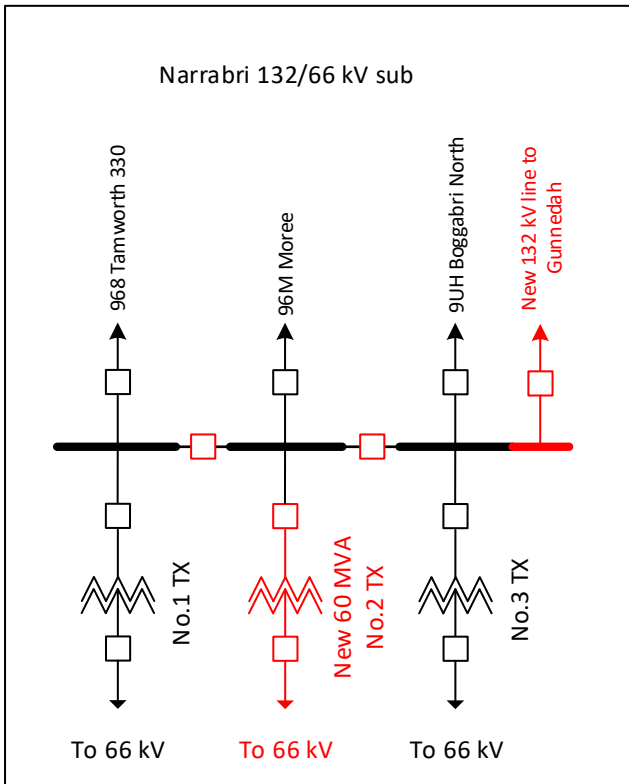 Narrabri 132/66 kV sub
968 Tamworth 330
96M Moree
9UH Boggabri North
New 132 kV line to
Gunnedah
No.1 TX
New 60 MVA
No.2 TX
No.3 TX
To 66 kV
To 66 kV
To 66 kV